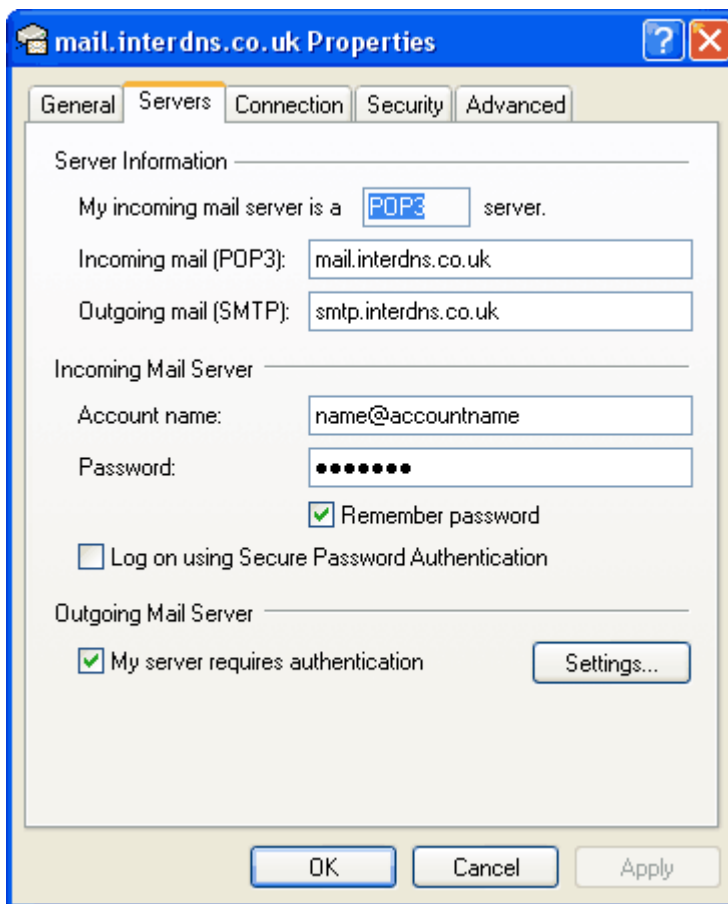 mail.interdns.co.uk Properties
General Servers Connection Security Advanced
Server Information
My incoming mail server is a POP3 server.
Incoming mail (POP3): mail.interdns.co.uk
Outgoing mail (SMTP): smtp.interdns.co.uk
Incoming Mail Server
Account name: name@accountname
Password: •••••••
Remember password
Log on using Secure Password Authentication
Outgoing Mail Server
My server requires authentication Settings...
OK Cancel Apply